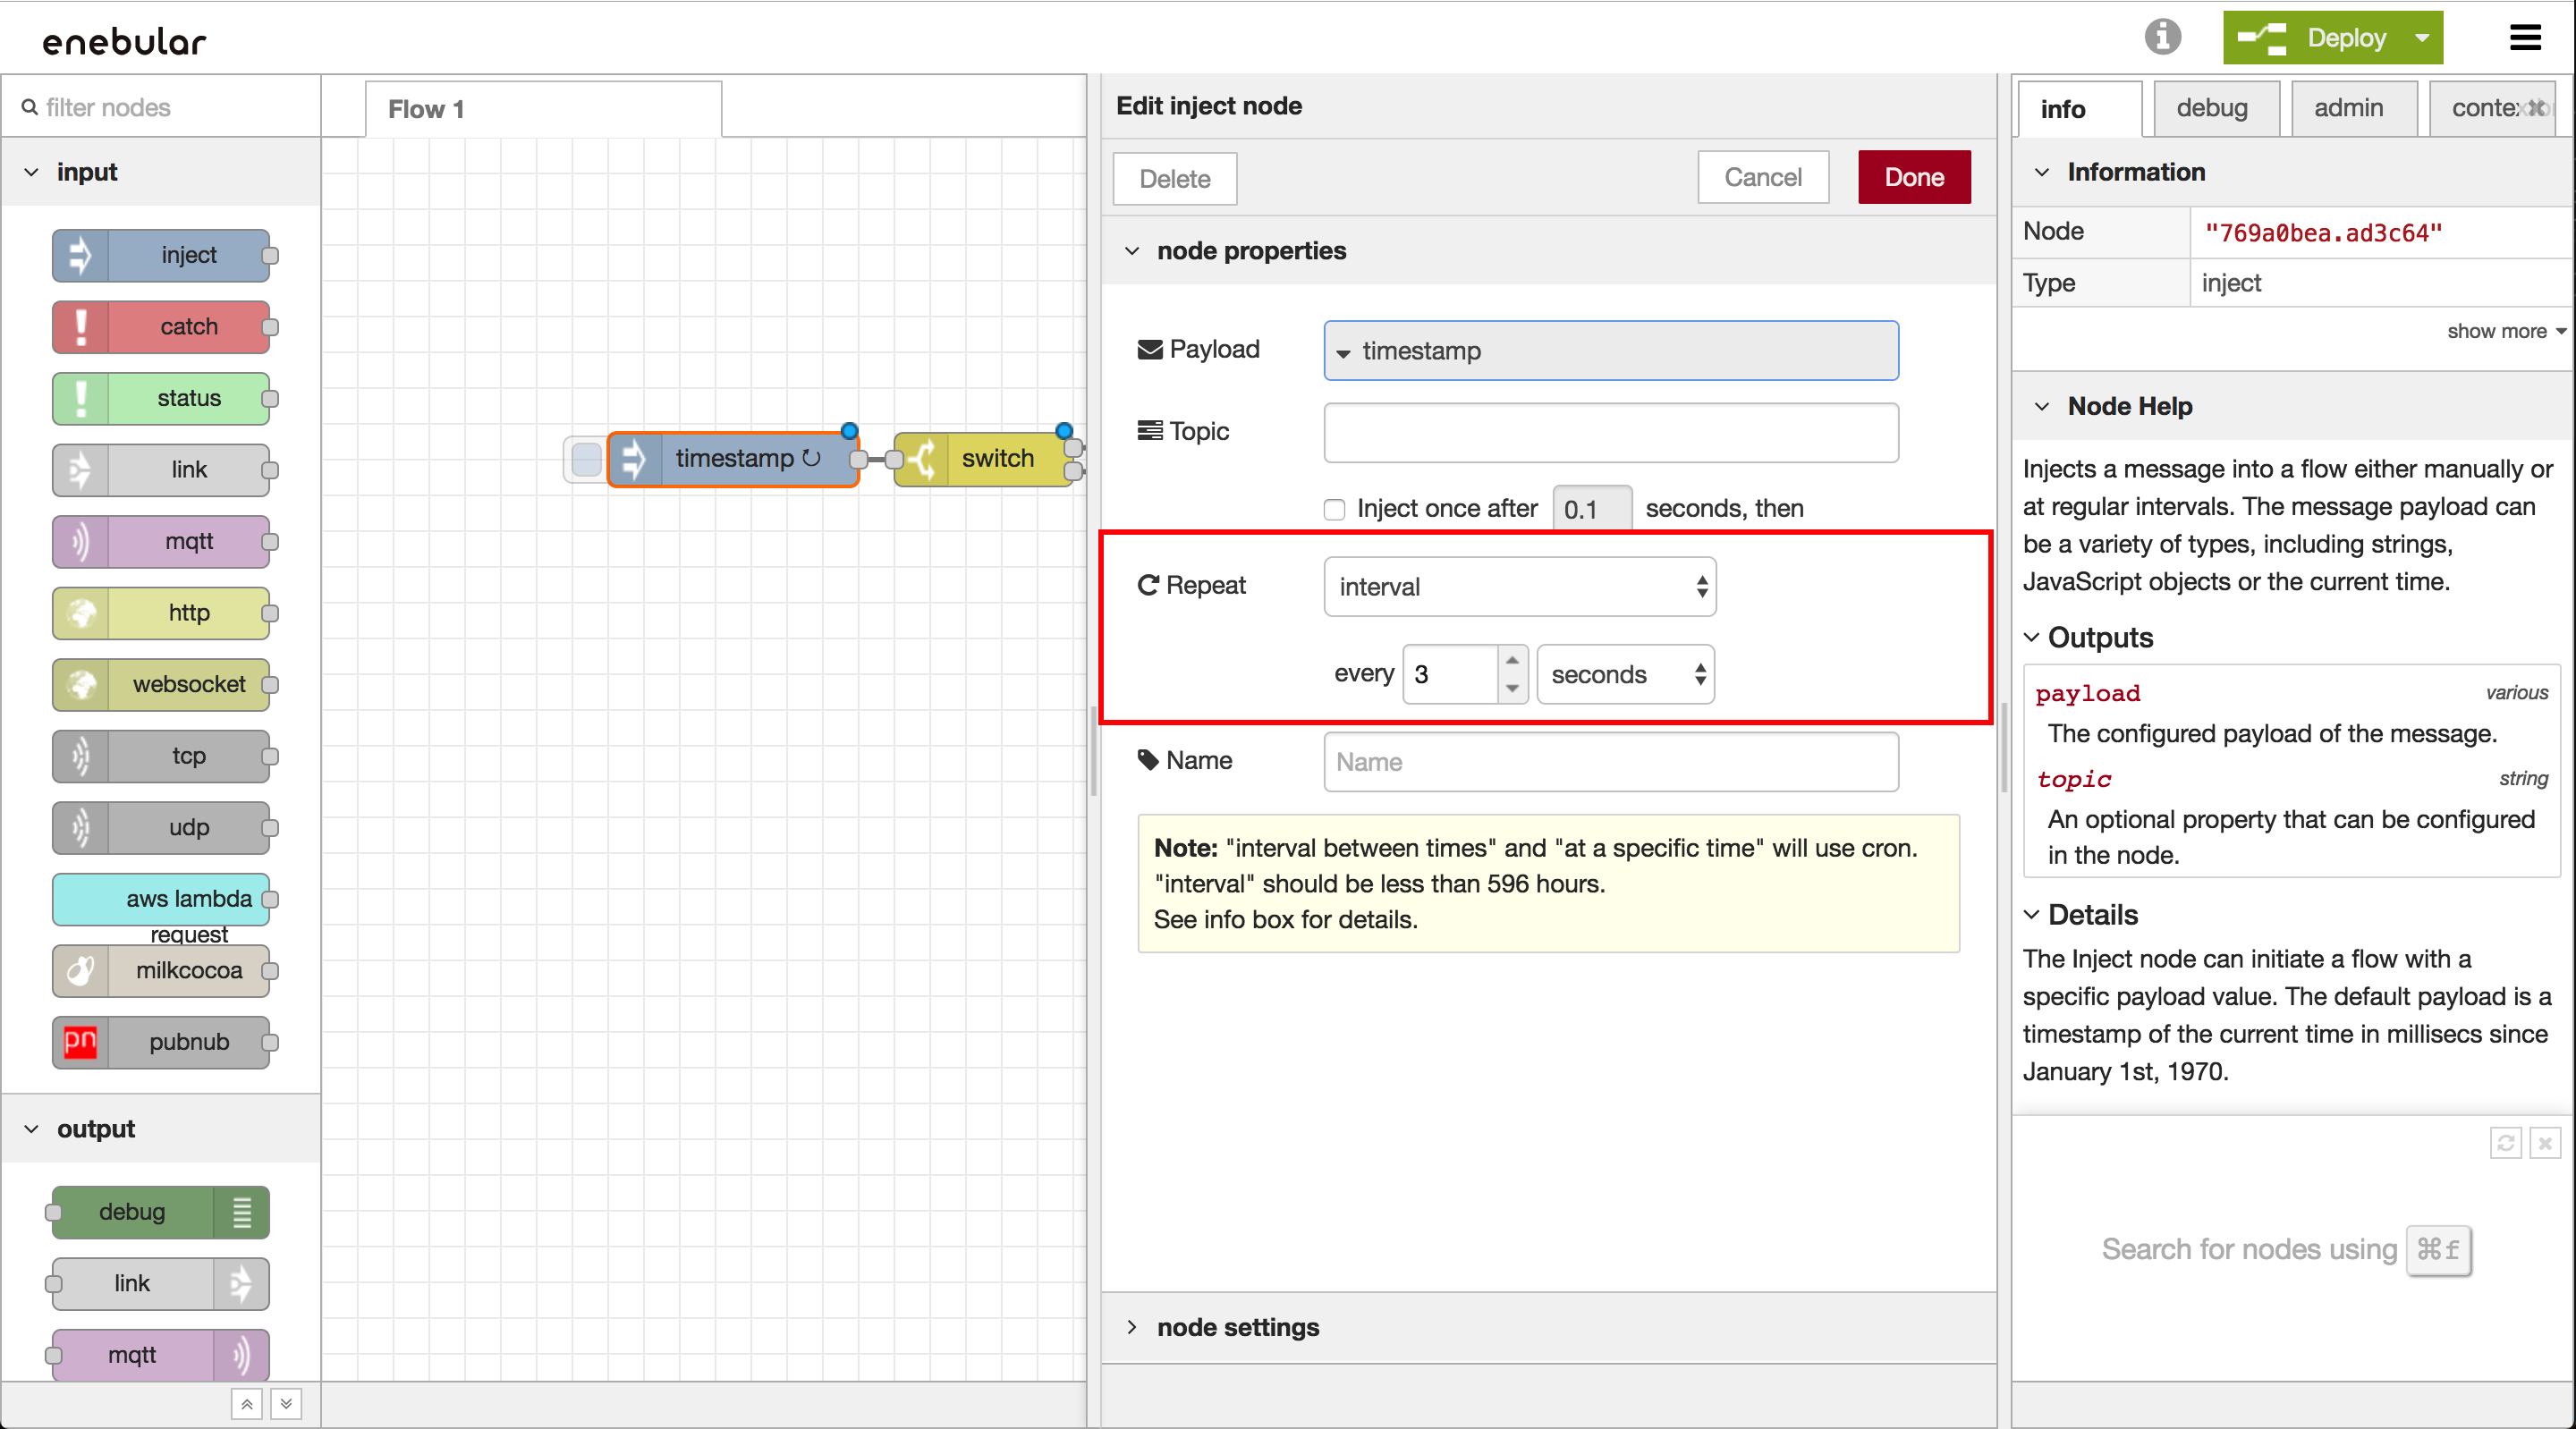 enebular
Deploy
filter nodes
input
inject
catch
status
link
mqtt
http
websocket
tcp
udp
aws lambda
request
milkcocoa
pubnub
output
debug
link
mqtt
Flow 1
timestamp ↻
switch
Edit inject node
Delete
Cancel
Done
node properties
Payload
timestamp
Topic
Inject once after 0.1 seconds, then
Repeat
interval
every 3 seconds
Name
Name
Note: "interval between times" and "at a specific time" will use cron.
"interval" should be less than 596 hours.
See info box for details.
node settings
info
debug
admin
Information
Node "769a0bea.ad3c64"
Type inject
show more
Node Help
Injects a message into a flow either manually or
at regular intervals. The message payload can
be a variety of types, including strings,
JavaScript objects or the current time.
Outputs
payload various
The configured payload of the message.
topic string
An optional property that can be configured
in the node.
Details
The Inject node can initiate a flow with a
specific payload value. The default payload is a
timestamp of the current time in millisecs since
January 1st, 1970.
Search for nodes using ⌘f